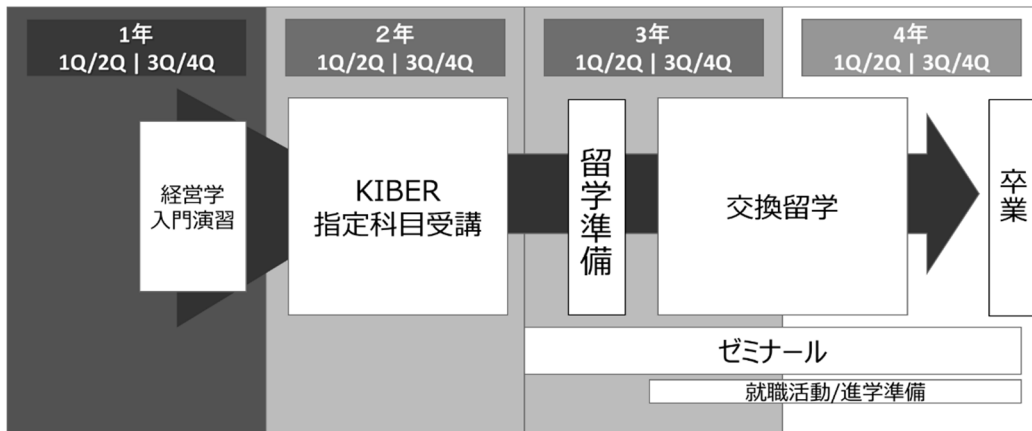 1年
1Q/2Q | 3Q/4Q
２年
1Q/2Q | 3Q/4Q
3年
1Q/2Q | 3Q/4Q
4年
1Q/2Q | 3Q/4Q
経営学
入門演習
KIBER
指定科目受講
留学準備
交換留学
卒業
ゼミナール
就職活動/進学準備